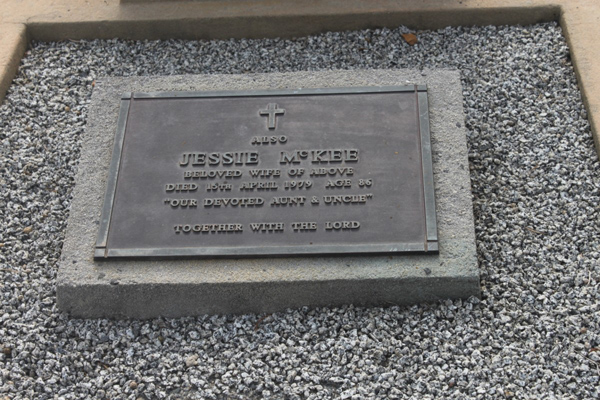 ALSO
JESSIE McKEE
BELOVED WIFE OF ABOVE
DIED 15TH APRIL 1979 AGE 86
"OUR DEVOTED AUNT & UNCLE"
TOGETHER WITH THE LORD